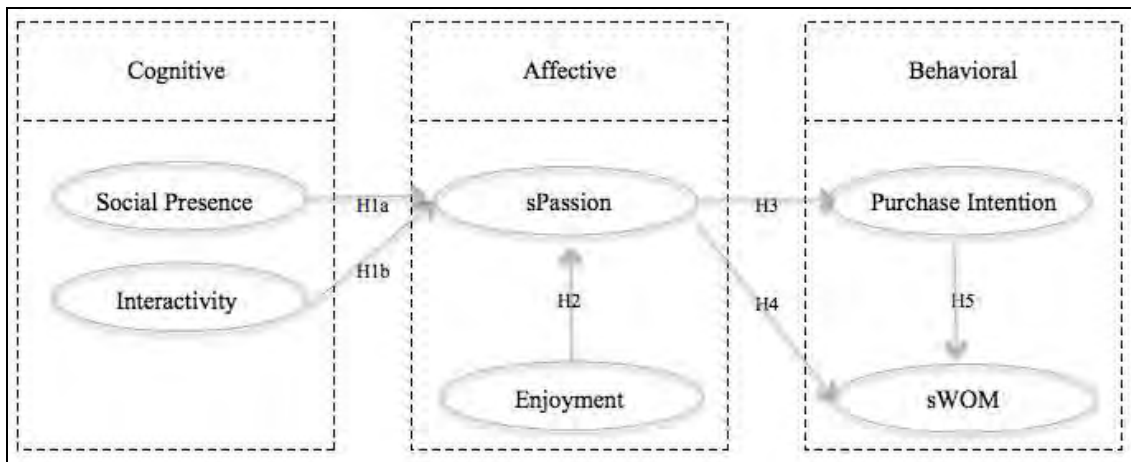 Cognitive
Affective
Behavioral
Social Presence
H1a
sPassion
H3
Purchase Intention
H1b
Interactivity
H2
H4
H5
Enjoyment
sWOM